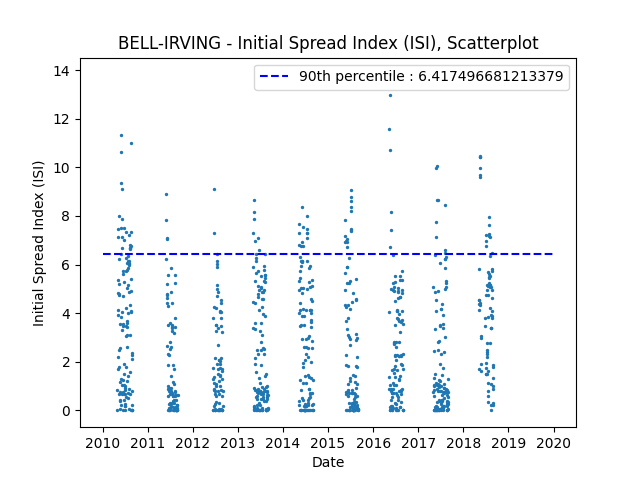 BELL-IRVING - Initial Spread Index (ISI), Scatterplot
90th percentile : 6.417496681213379
14
12
10
8
6
4
2
0
Initial Spread Index (ISI)
2010 2011 2012 2013 2014 2015 2016 2017 2018 2019 2020
Date